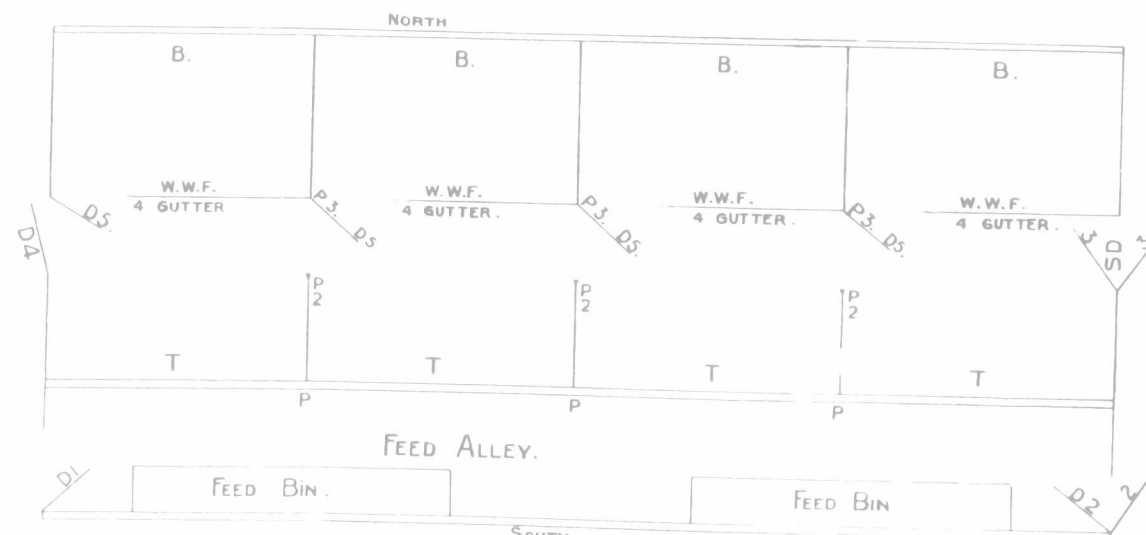 NORTH
B. B. B. B.
W.W.F. W.W.F. W.W.F. W.W.F.
4 GUTTER 4 GUTTER. 4 GUTTER. 4 GUTTER.
P3. P3. P3.
D5. D5 D5. D5.
D4
3 SD
P P P
2 2 2
T T T T
P P P
FEED ALLEY.
D1
FEED BIN. FEED BIN
D2 2
SOUTH